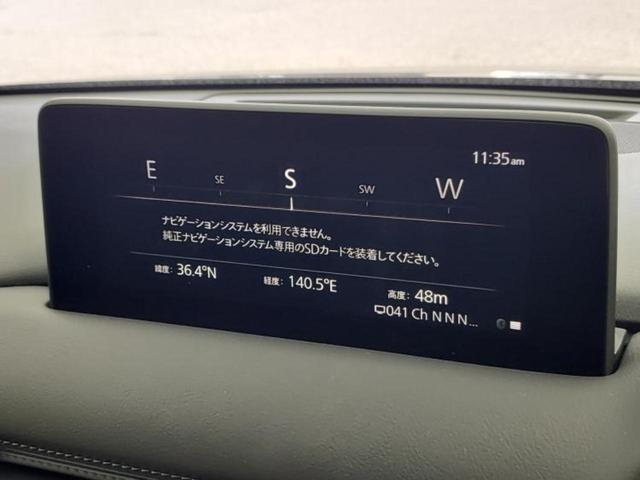 11:35am
E SE S SW W
ナビゲーションシステムを利用できません。
純正ナビゲーションシステム専用のSDカードを装着してください。
緯度: 36.4°N 経度: 140.5°E 高度: 48m
041 Ch N N N...